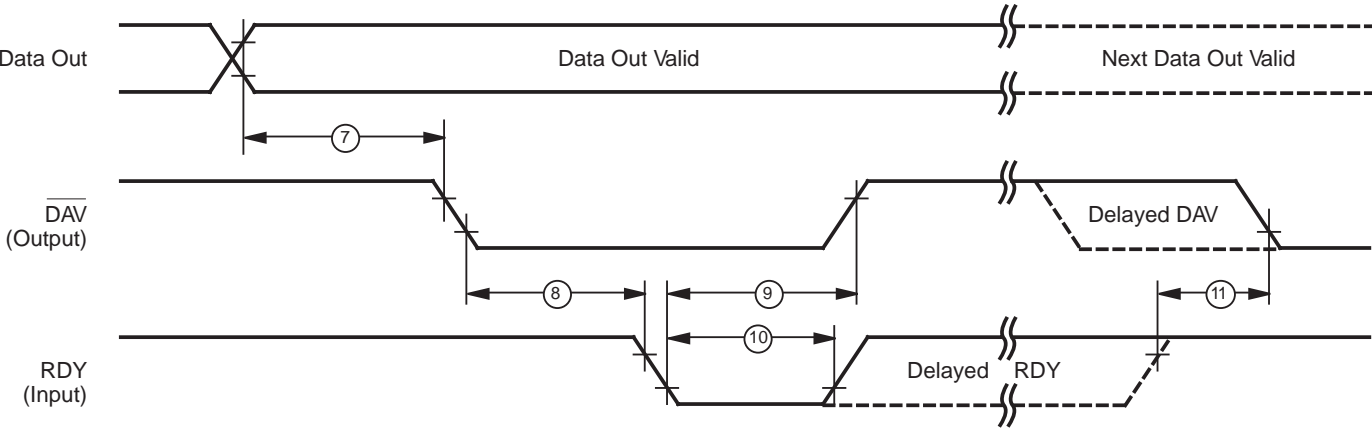 Data Out
Data Out Valid
Next Data Out Valid
7
DAV
(Output)
Delayed DAV
8
9
11
10
RDY
(Input)
Delayed RDY